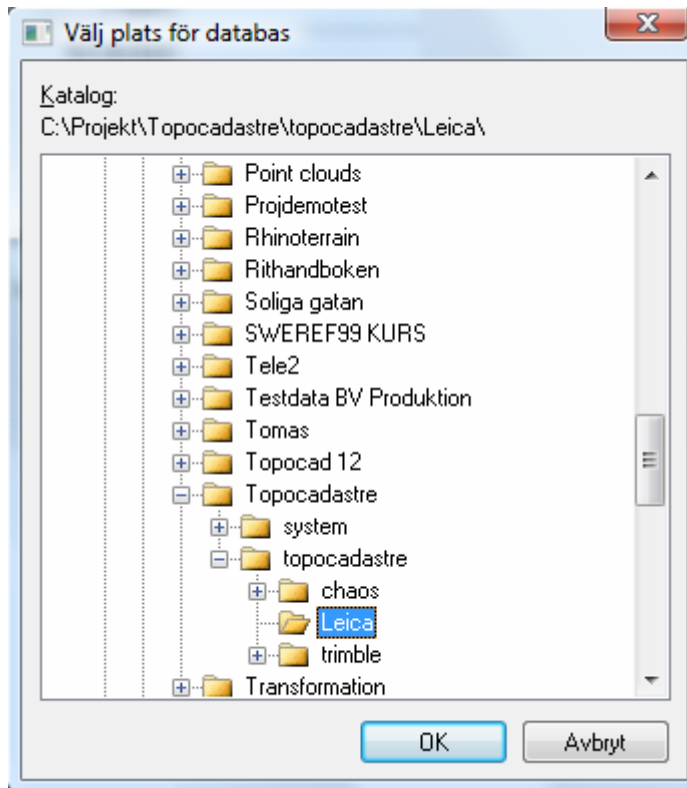 Välj plats för databas
Katalog:
C:\Projekt\Topocadastre\topocadastre\Leica\
Point clouds
Projdemotest
Rhinoterrain
Rithandboken
Soliga gatan
SWEREF99 KURS
Tele2
Testdata BV Produktion
Tomas
Topocad 12
Topocadastre
system
topocadastre
chaos
Leica
trimble
Transformation
OK
Avbryt